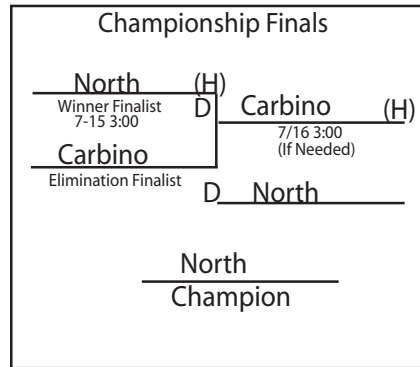 Championship Finals
North (H)
Winner Finalist D Carbino (H)
7-15 3:00
7/16 3:00
Carbino (If Needed)
Elimination Finalist
D North
North
Champion